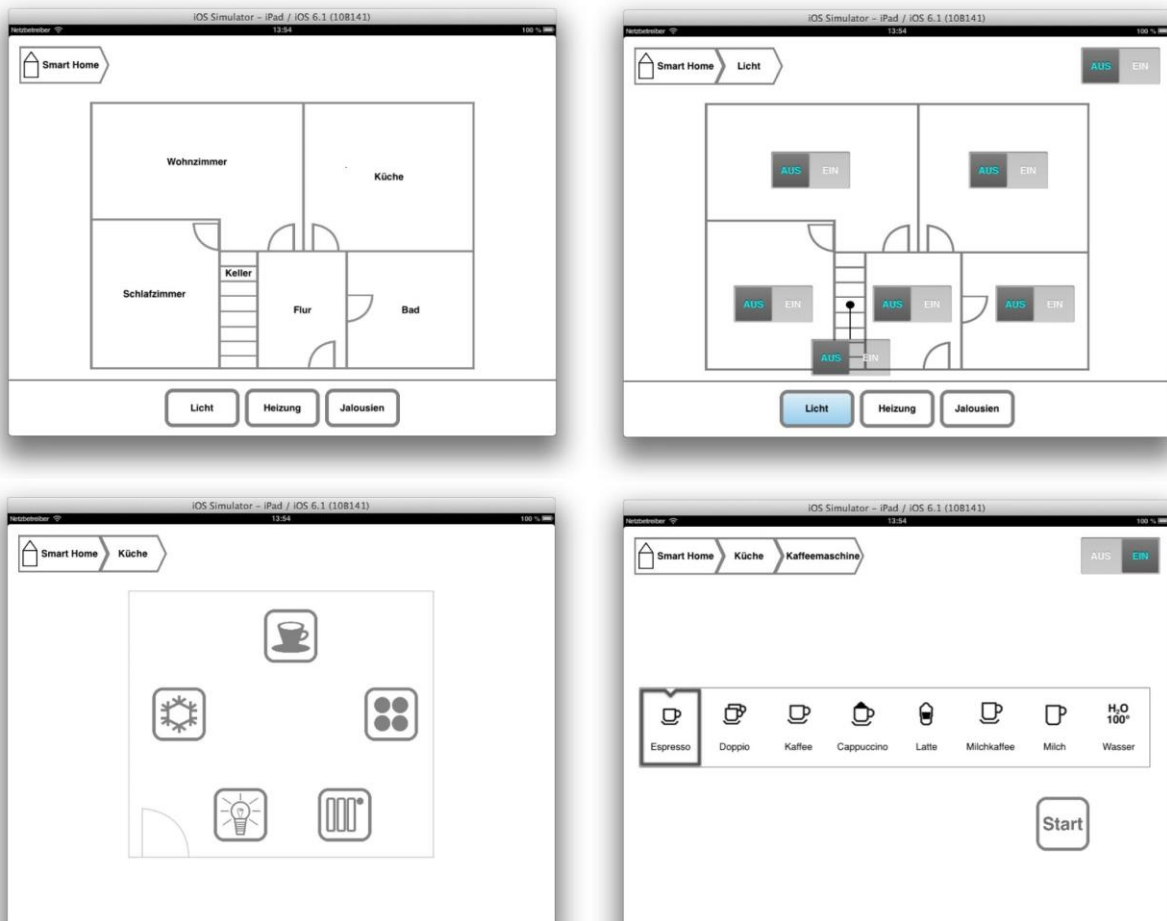 iOS Simulator – iPad / iOS 6.1 (10B141)
Netzbetreiber 13:54 100 %
Smart Home
Wohnzimmer
Küche
Keller
Schlafzimmer
Flur
Bad
Licht Heizung Jalousien
iOS Simulator – iPad / iOS 6.1 (10B141)
Netzbetreiber 13:54 100 %
Smart Home Licht AUS EIN
AUS EIN AUS EIN
AUS EIN AUS EIN AUS EIN
AUS EIN
Licht Heizung Jalousien
iOS Simulator – iPad / iOS 6.1 (10B141)
Netzbetreiber 13:54 100 %
Smart Home Küche
iOS Simulator – iPad / iOS 6.1 (10B141)
Netzbetreiber 13:54 100 %
Smart Home Küche Kaffeemaschine AUS EIN
H₂O
100°
Espresso Doppio Kaffee Cappuccino Latte Milchkaffee Milch Wasser
Start